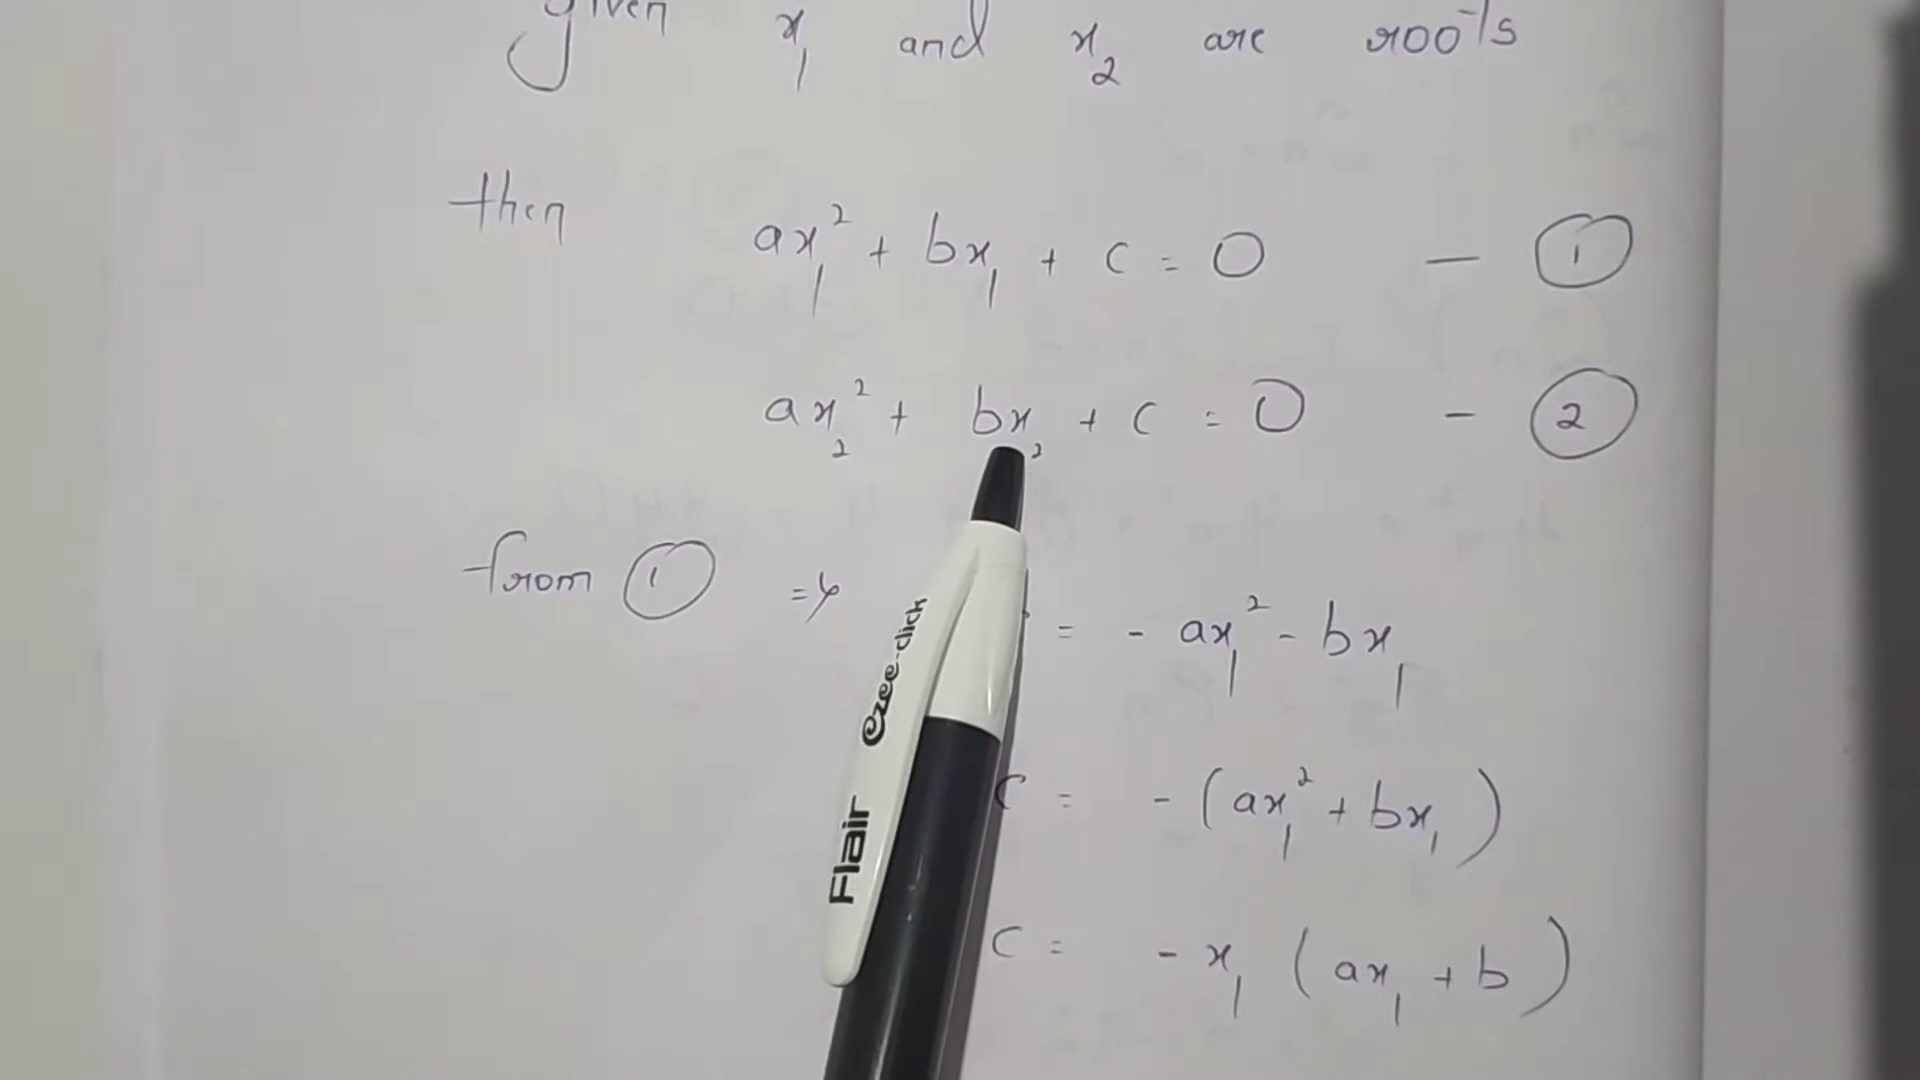 given x₁ and x₂ are roots
then ax₁² + bx₁ + c = 0 — ①
ax₂² + bx₂ + c = 0 - ②
from ① => = - ax₁² - bx₁
c = - (ax₁² + bx₁)
c = - x₁ (ax₁ + b)
Flair Cree-click